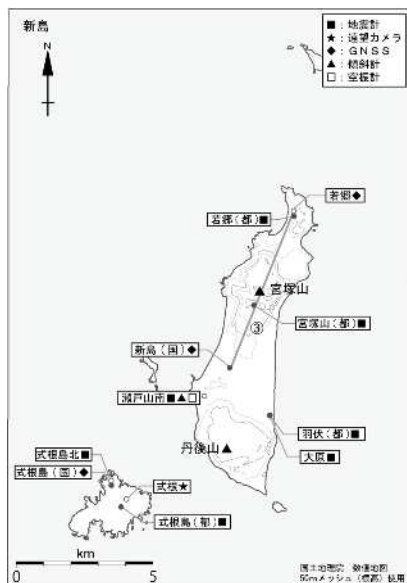 新島
■:地震計
★:遠望カメラ
◆:GNSS
▲:傾斜計
□:空振計
N
若郷◆
若郷(都)■
宮塚山
宮塚山(都)■
③
新島(国)◆
瀬戸山南■▲□
羽伏(都)■
丹後山
大原■
式根島北■
式根島(国)◆
式根★
式根島(都)■
km
0
5
国土地理院 数値地図
50mメッシュ(標高)使用